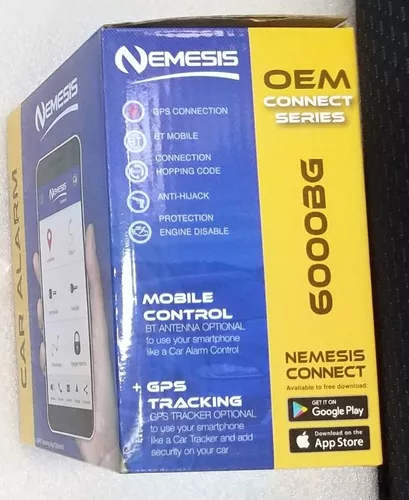 NEMESIS
CAR ALARM
NEMESIS
GPS CONNECTION
BT
BT MOBILE
CONNECTION
HOPPING CODE
ANTI-HIJACK
PROTECTION
ENGINE DISABLE
+ MOBILE
CONTROL
BT ANTENNA OPTIONAL
to use your smartphone
like a Car Alarm Control
+ GPS
TRACKING
GPS TRACKER OPTIONAL
to use your smartphone
like a Car Tracker and add
security on your car
OEM
CONNECT
SERIES
6000BG
NEMESIS
CONNECT
Available to free download:
GET IT ON
Google Play
Download on the
App Store